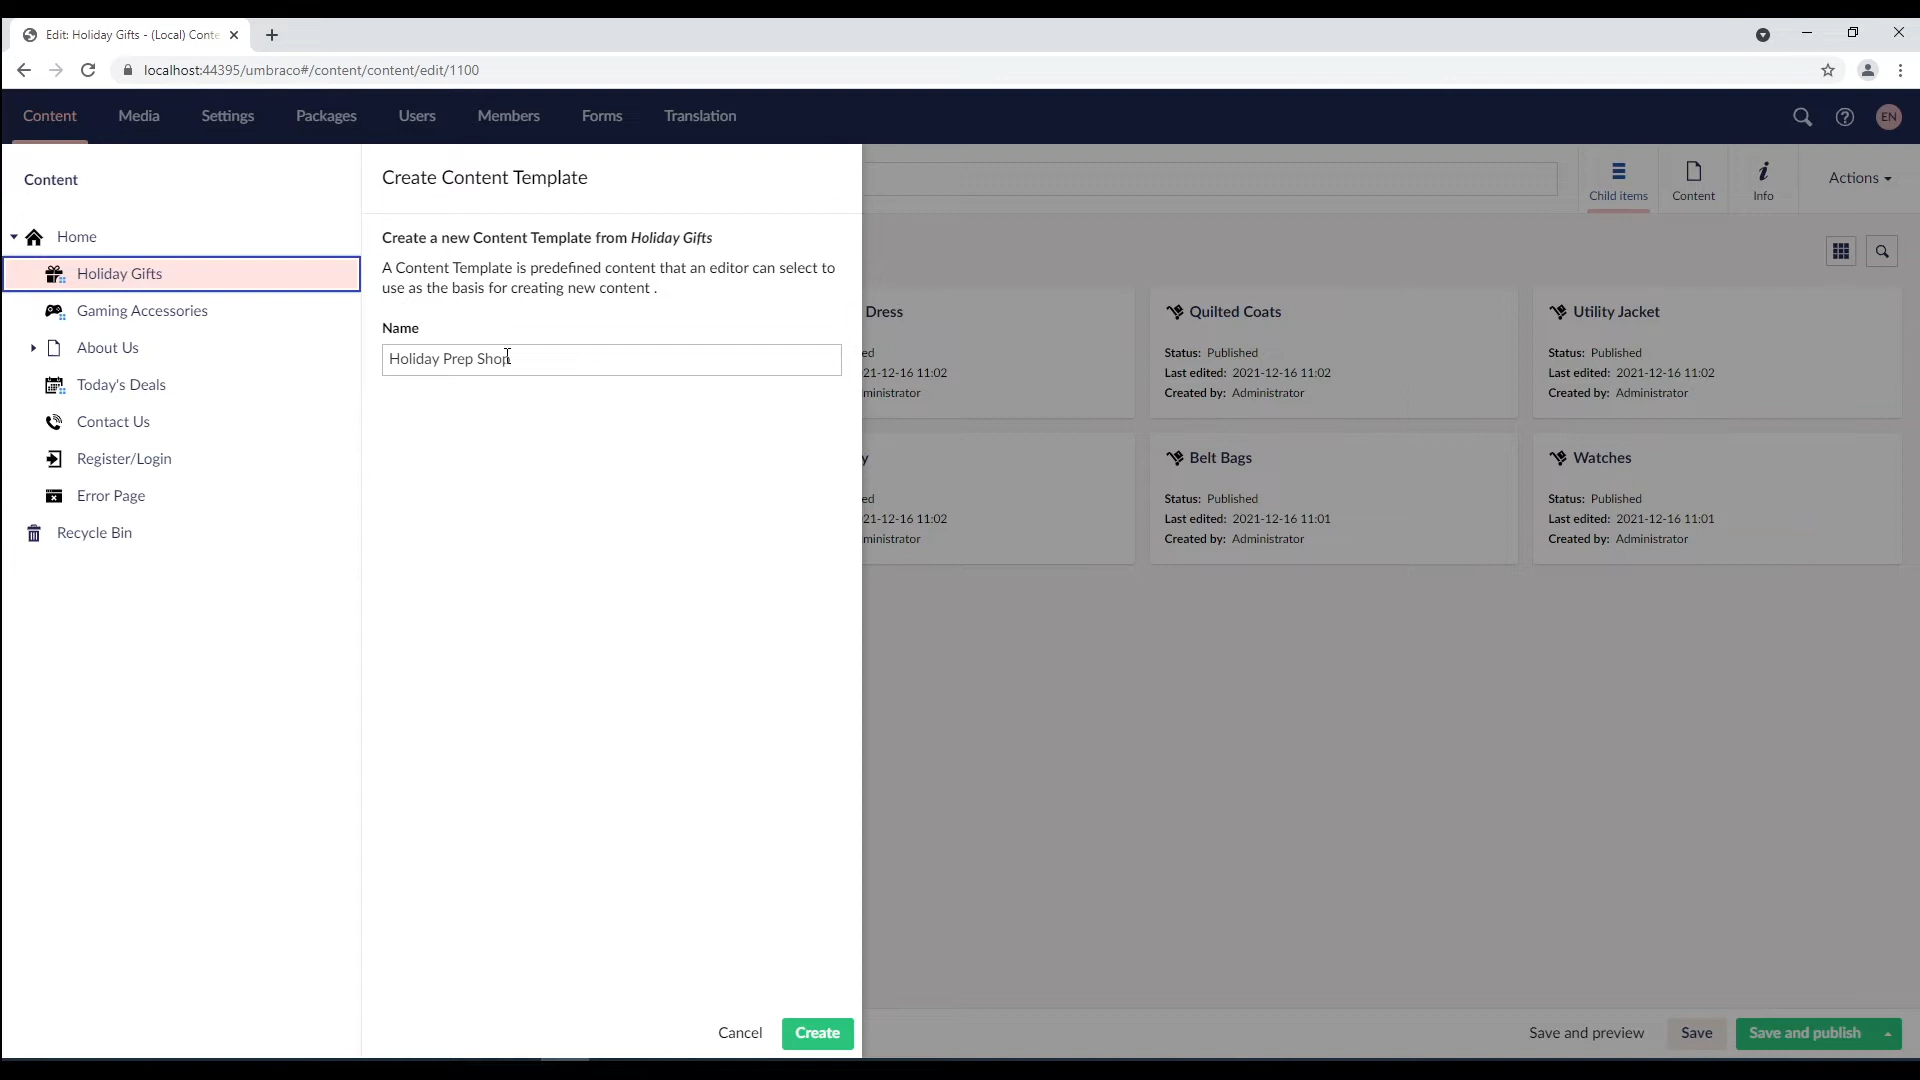 Edit: Holiday Gifts - (Local) Conte
localhost:44395/umbraco#/content/content/edit/1100
Content Media Settings Packages Users Members Forms Translation
EN
Content
Home
Holiday Gifts
Gaming Accessories
About Us
Today's Deals
Contact Us
Register/Login
Error Page
Recycle Bin
Create Content Template
Create a new Content Template from Holiday Gifts
A Content Template is predefined content that an editor can select to
use as the basis for creating new content .
Name
Holiday Prep Shop
Cancel
Create
Child items
Content
Info
Actions
Dress
ed
21-12-16 11:02
ministrator
Quilted Coats
Status: Published
Last edited: 2021-12-16 11:02
Created by: Administrator
Utility Jacket
Status: Published
Last edited: 2021-12-16 11:02
Created by: Administrator
y
ed
21-12-16 11:02
ministrator
Belt Bags
Status: Published
Last edited: 2021-12-16 11:01
Created by: Administrator
Watches
Status: Published
Last edited: 2021-12-16 11:01
Created by: Administrator
Save and preview
Save
Save and publish